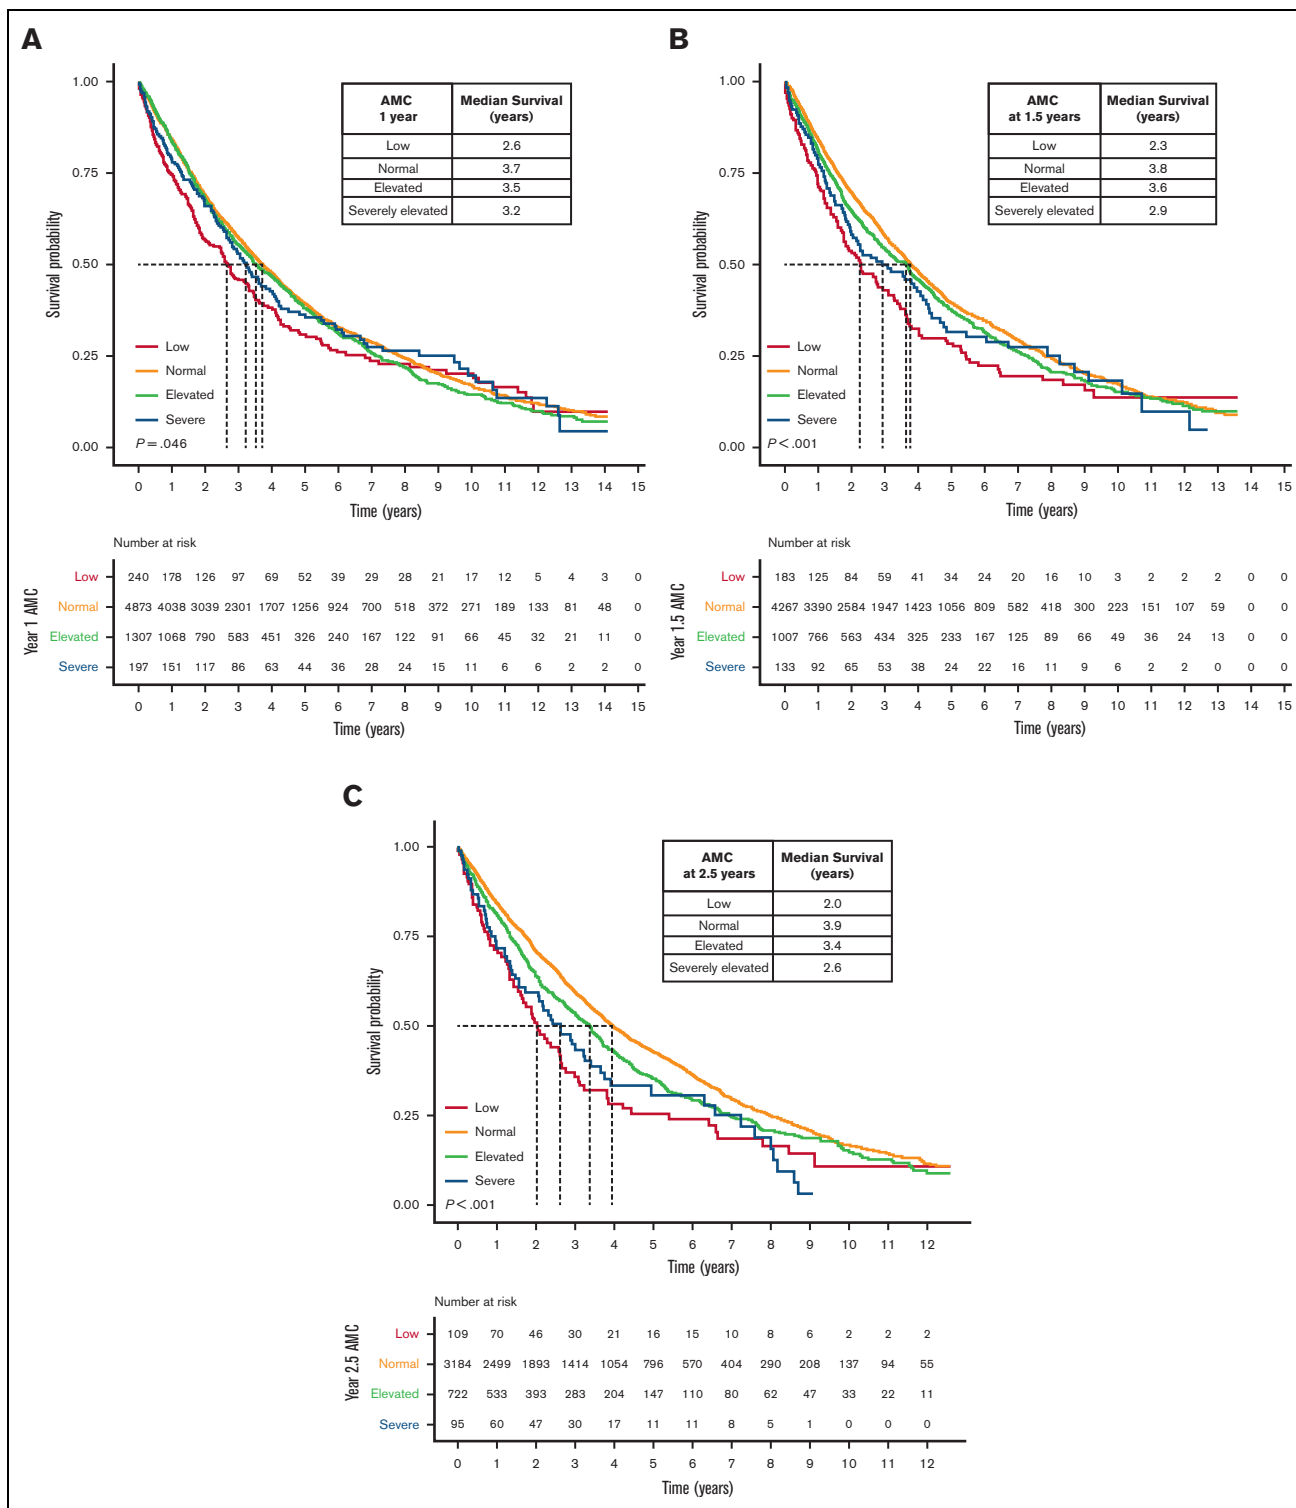 A
AMC 1 year | Median Survival (years)
Low | 2.6
Normal | 3.7
Elevated | 3.5
Severely elevated | 3.2
Survival probability
1.00
0.75
0.50
0.25
0.00
Low
Normal
Elevated
Severe
P = .046
0 1 2 3 4 5 6 7 8 9 10 11 12 13 14 15
Time (years)
Number at risk
Year 1 AMC
Low 240 178 126 97 69 52 39 29 28 21 17 12 5 4 3 0
Normal 4873 4038 3039 2301 1707 1256 924 700 518 372 271 189 133 81 48 0
Elevated 1307 1068 790 583 451 326 240 167 122 91 66 45 32 21 11 0
Severe 197 151 117 86 63 44 36 28 24 15 11 6 6 2 2 0
0 1 2 3 4 5 6 7 8 9 10 11 12 13 14 15
Time (years)
B
AMC at 1.5 years | Median Survival (years)
Low | 2.3
Normal | 3.8
Elevated | 3.6
Severely elevated | 2.9
Survival probability
1.00
0.75
0.50
0.25
0.00
Low
Normal
Elevated
Severe
P < .001
0 1 2 3 4 5 6 7 8 9 10 11 12 13 14 15
Time (years)
Number at risk
Year 1.5 AMC
Low 183 125 84 59 41 34 24 20 16 10 3 2 2 2 0 0
Normal 4267 3390 2584 1947 1423 1056 809 582 418 300 223 151 107 59 0 0
Elevated 1007 766 563 434 325 233 167 125 89 66 49 36 24 13 0 0
Severe 133 92 65 53 38 24 22 16 11 9 6 2 2 0 0 0
0 1 2 3 4 5 6 7 8 9 10 11 12 13 14 15
Time (years)
C
AMC at 2.5 years | Median Survival (years)
Low | 2.0
Normal | 3.9
Elevated | 3.4
Severely elevated | 2.6
Survival probability
1.00
0.75
0.50
0.25
0.00
Low
Normal
Elevated
Severe
P < .001
0 1 2 3 4 5 6 7 8 9 10 11 12
Time (years)
Number at risk
Year 2.5 AMC
Low 109 70 46 30 21 16 15 10 8 6 2 2 2
Normal 3184 2499 1893 1414 1054 796 570 404 290 208 137 94 55
Elevated 722 533 393 283 204 147 110 80 62 47 33 22 11
Severe 95 60 47 30 17 11 11 8 5 1 0 0 0
0 1 2 3 4 5 6 7 8 9 10 11 12
Time (years)